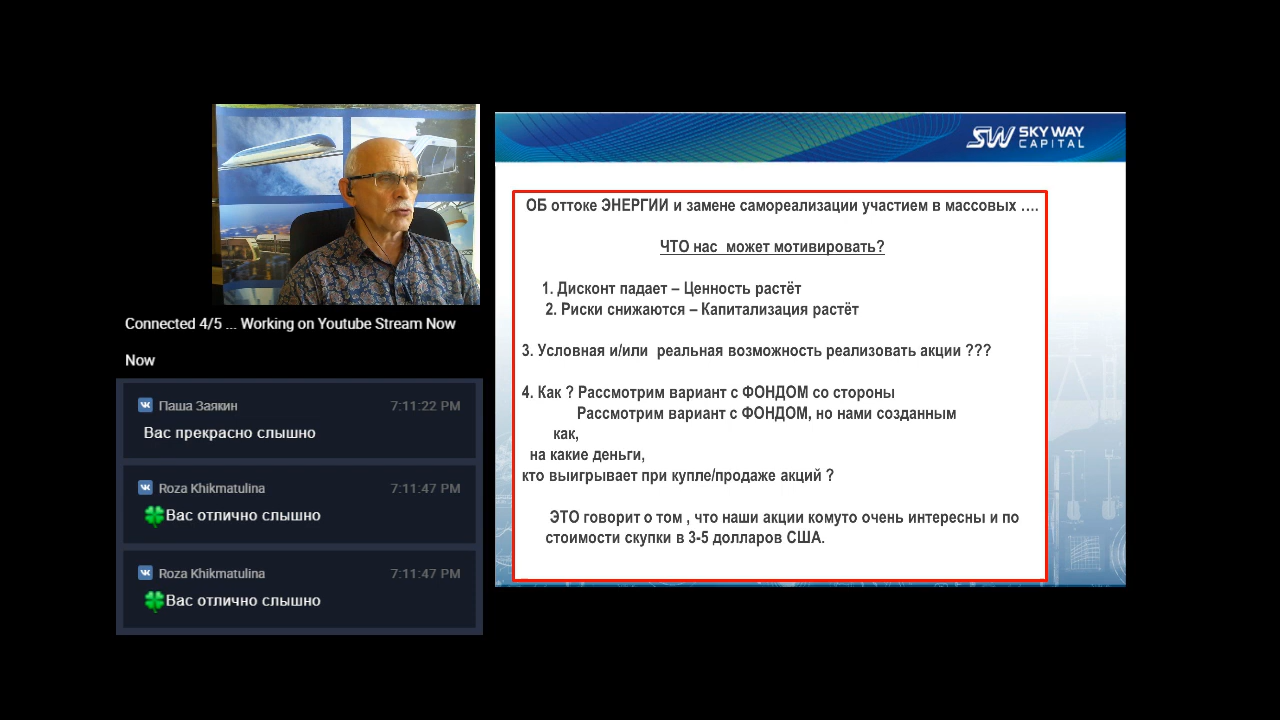 Connected 4/5 ... Working on Youtube Stream Now
Now
Паша Заякин 7:11:22 PM
Вас прекрасно слышно
Roza Khikmatulina 7:11:47 PM
🍀Вас отлично слышно
Roza Khikmatulina 7:11:47 PM
🍀Вас отлично слышно
SW SKY WAY
CAPITAL
ОБ оттоке ЭНЕРГИИ и замене самореализации участием в массовых ….
ЧТО нас может мотивировать?
1. Дисконт падает – Ценность растёт
2. Риски снижаются – Капитализация растёт
3. Условная и/или реальная возможность реализовать акции ???
4. Как ? Рассмотрим вариант с ФОНДОМ со стороны
Рассмотрим вариант с ФОНДОМ, но нами созданным
как,
на какие деньги,
кто выигрывает при купле/продаже акций ?
ЭТО говорит о том , что наши акции комуто очень интересны и по
стоимости скупки в 3-5 долларов США.